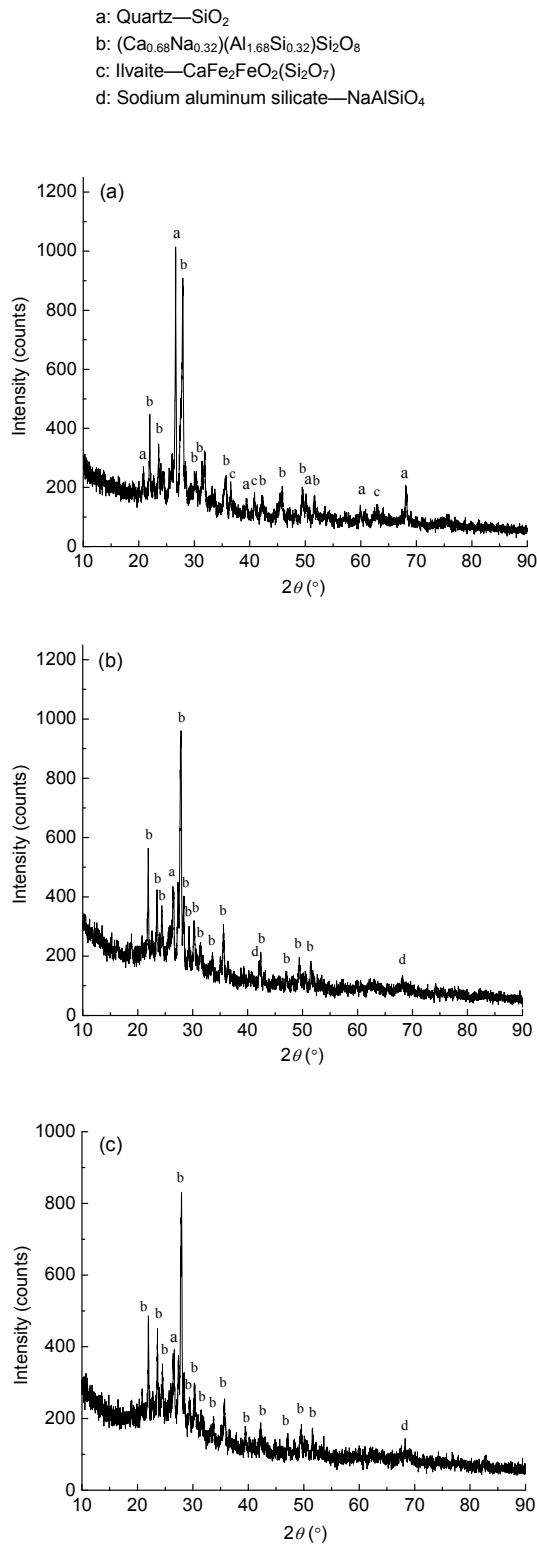 a: Quartz—SiO₂
b: (Ca₀.₆₈Na₀.₃₂)(Al₁.₆₈Si₀.₃₂)Si₂O₈
c: Ilvaite—CaFe₂FeO₂(Si₂O₇)
d: Sodium aluminum silicate—NaAlSiO₄
(a)
Intensity (counts)
1200
1000
800
600
400
200
0
a b b a b b b c a c b b b a b a c a
10 20 30 40 50 60 70 80 90
2θ (°)
(b)
Intensity (counts)
1200
1000
800
600
400
200
0
b b b a b b b b b b b d b b b b d
10 20 30 40 50 60 70 80 90
2θ (°)
(c)
Intensity (counts)
1000
800
600
400
200
0
b b b a b b b b b b b b b b b d
10 20 30 40 50 60 70 80 90
2θ (°)